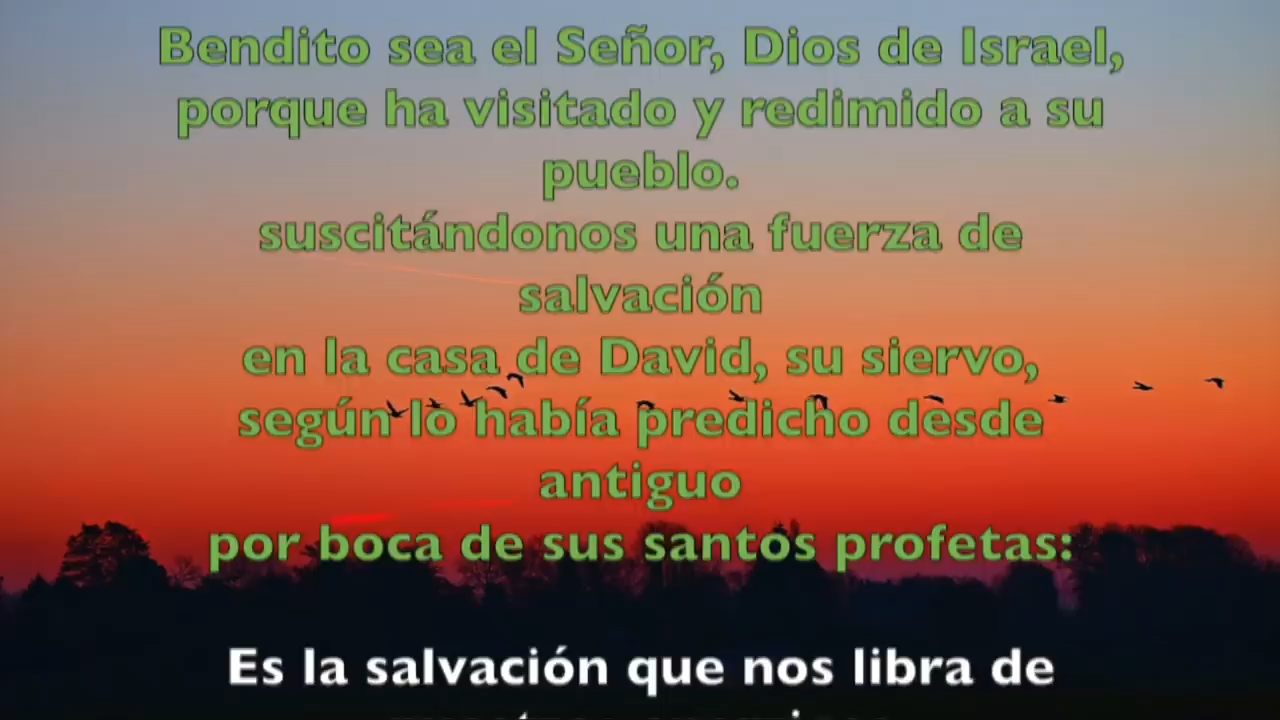 Bendito sea el Señor, Dios de Israel,
porque ha visitado y redimido a su
pueblo.
suscitándonos una fuerza de
salvación
en la casa de David, su siervo,
según lo había predicho desde
antiguo
por boca de sus santos profetas:
Es la salvación que nos libra de